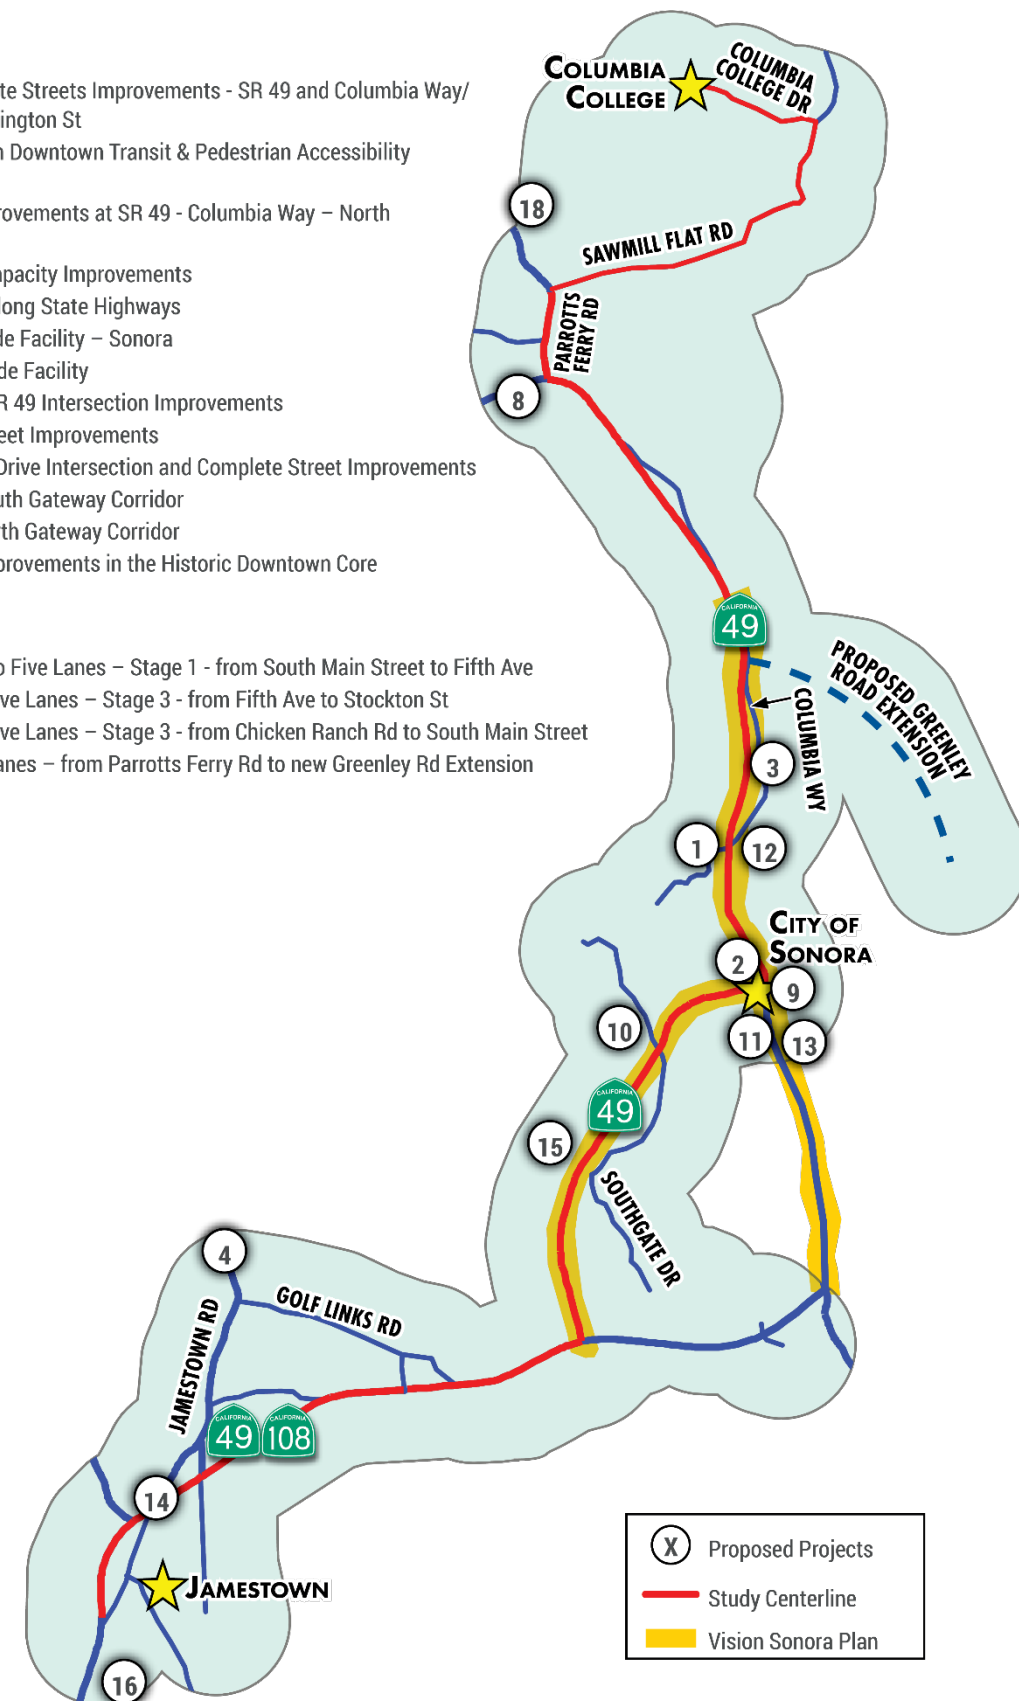 te Streets Improvements - SR 49 and Columbia Way/
ington St
n Downtown Transit & Pedestrian Accessibility
rovements at SR 49 - Columbia Way – North
apacity Improvements
long State Highways
de Facility – Sonora
de Facility
R 49 Intersection Improvements
eet Improvements
Drive Intersection and Complete Street Improvements
uth Gateway Corridor
rth Gateway Corridor
provements in the Historic Downtown Core
o Five Lanes – Stage 1 - from South Main Street to Fifth Ave
ve Lanes – Stage 3 - from Fifth Ave to Stockton St
ve Lanes – Stage 3 - from Chicken Ranch Rd to South Main Street
anes – from Parrotts Ferry Rd to new Greenley Rd Extension
COLUMBIA
COLLEGE
COLUMBIA
COLLEGE DR
18
SAWMILL FLAT RD
PARROTTS
FERRY RD
8
CALIFORNIA
49
PROPOSED GREENLEY
ROAD EXTENSION
COLUMBIA WY
3
1
12
CITY OF
SONORA
2
9
10
11
13
CALIFORNIA
49
15
SOUTHGATE DR
4
GOLF LINKS RD
JAMESTOWN RD
CALIFORNIA
49
CALIFORNIA
108
14
JAMESTOWN
16
X Proposed Projects
Study Centerline
Vision Sonora Plan